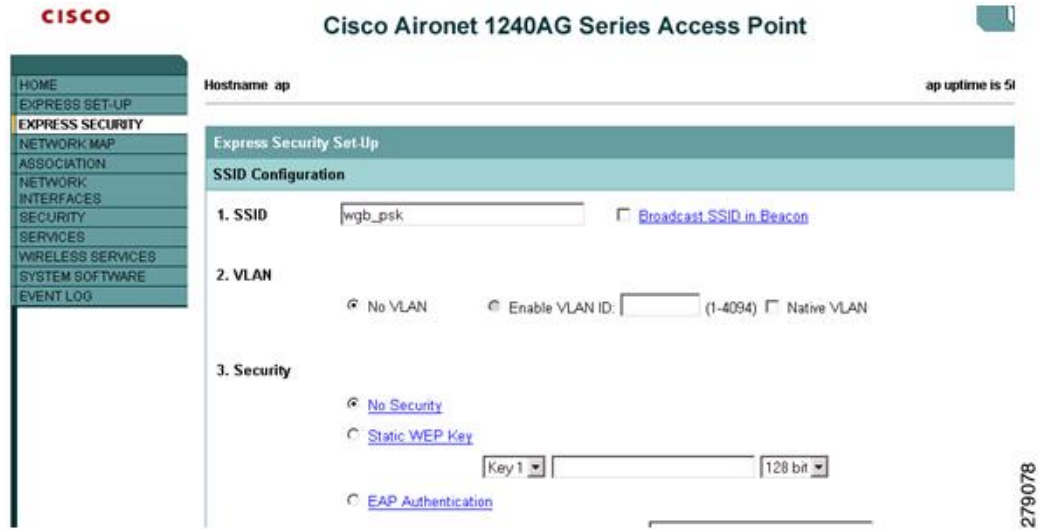 CISCO
Cisco Aironet 1240AG Series Access Point
HOME
EXPRESS SET-UP
EXPRESS SECURITY
NETWORK MAP
ASSOCIATION
NETWORK
INTERFACES
SECURITY
SERVICES
WIRELESS SERVICES
SYSTEM SOFTWARE
EVENT LOG
Hostname ap
ap uptime is
Express Security Set-Up
SSID Configuration
1. SSID wgb_psk Broadcast SSID in Beacon
2. VLAN
No VLAN Enable VLAN ID: (1-4094) Native VLAN
3. Security
No Security
Static WEP Key
Key 1 128 bit
EAP Authentication
279078